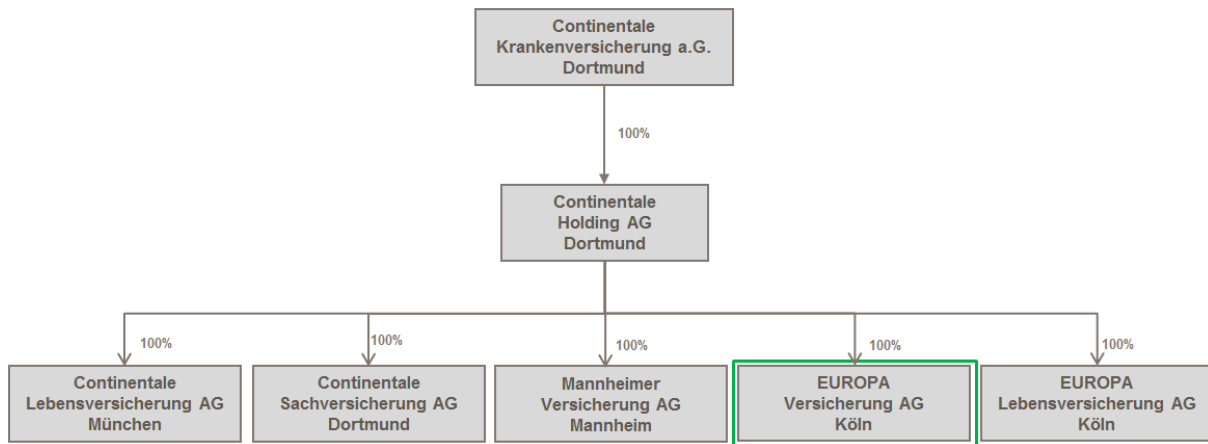 Continentale
Krankenversicherung a.G.
Dortmund
100%
Continentale
Holding AG
Dortmund
100%
100%
100%
100%
100%
Continentale
Lebensversicherung AG
München
Continentale
Sachversicherung AG
Dortmund
Mannheimer
Versicherung AG
Mannheim
EUROPA
Versicherung AG
Köln
EUROPA
Lebensversicherung AG
Köln